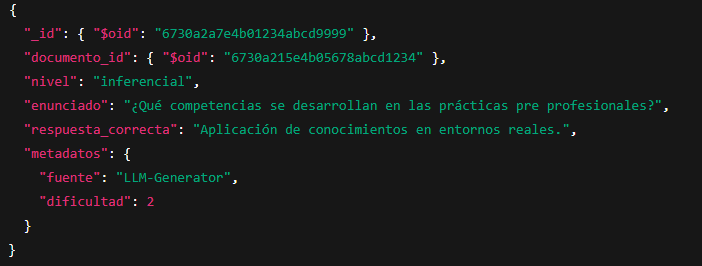 {
  "_id": { "$oid": "6730a2a7e4b01234abcd9999" },
  "documento_id": { "$oid": "6730a215e4b05678abcd1234" },
  "nivel": "inferencial",
  "enunciado": "¿Qué competencias se desarrollan en las prácticas pre profesionales?",
  "respuesta_correcta": "Aplicación de conocimientos en entornos reales.",
  "metadatos": {
    "fuente": "LLM-Generator",
    "dificultad": 2
  }
}